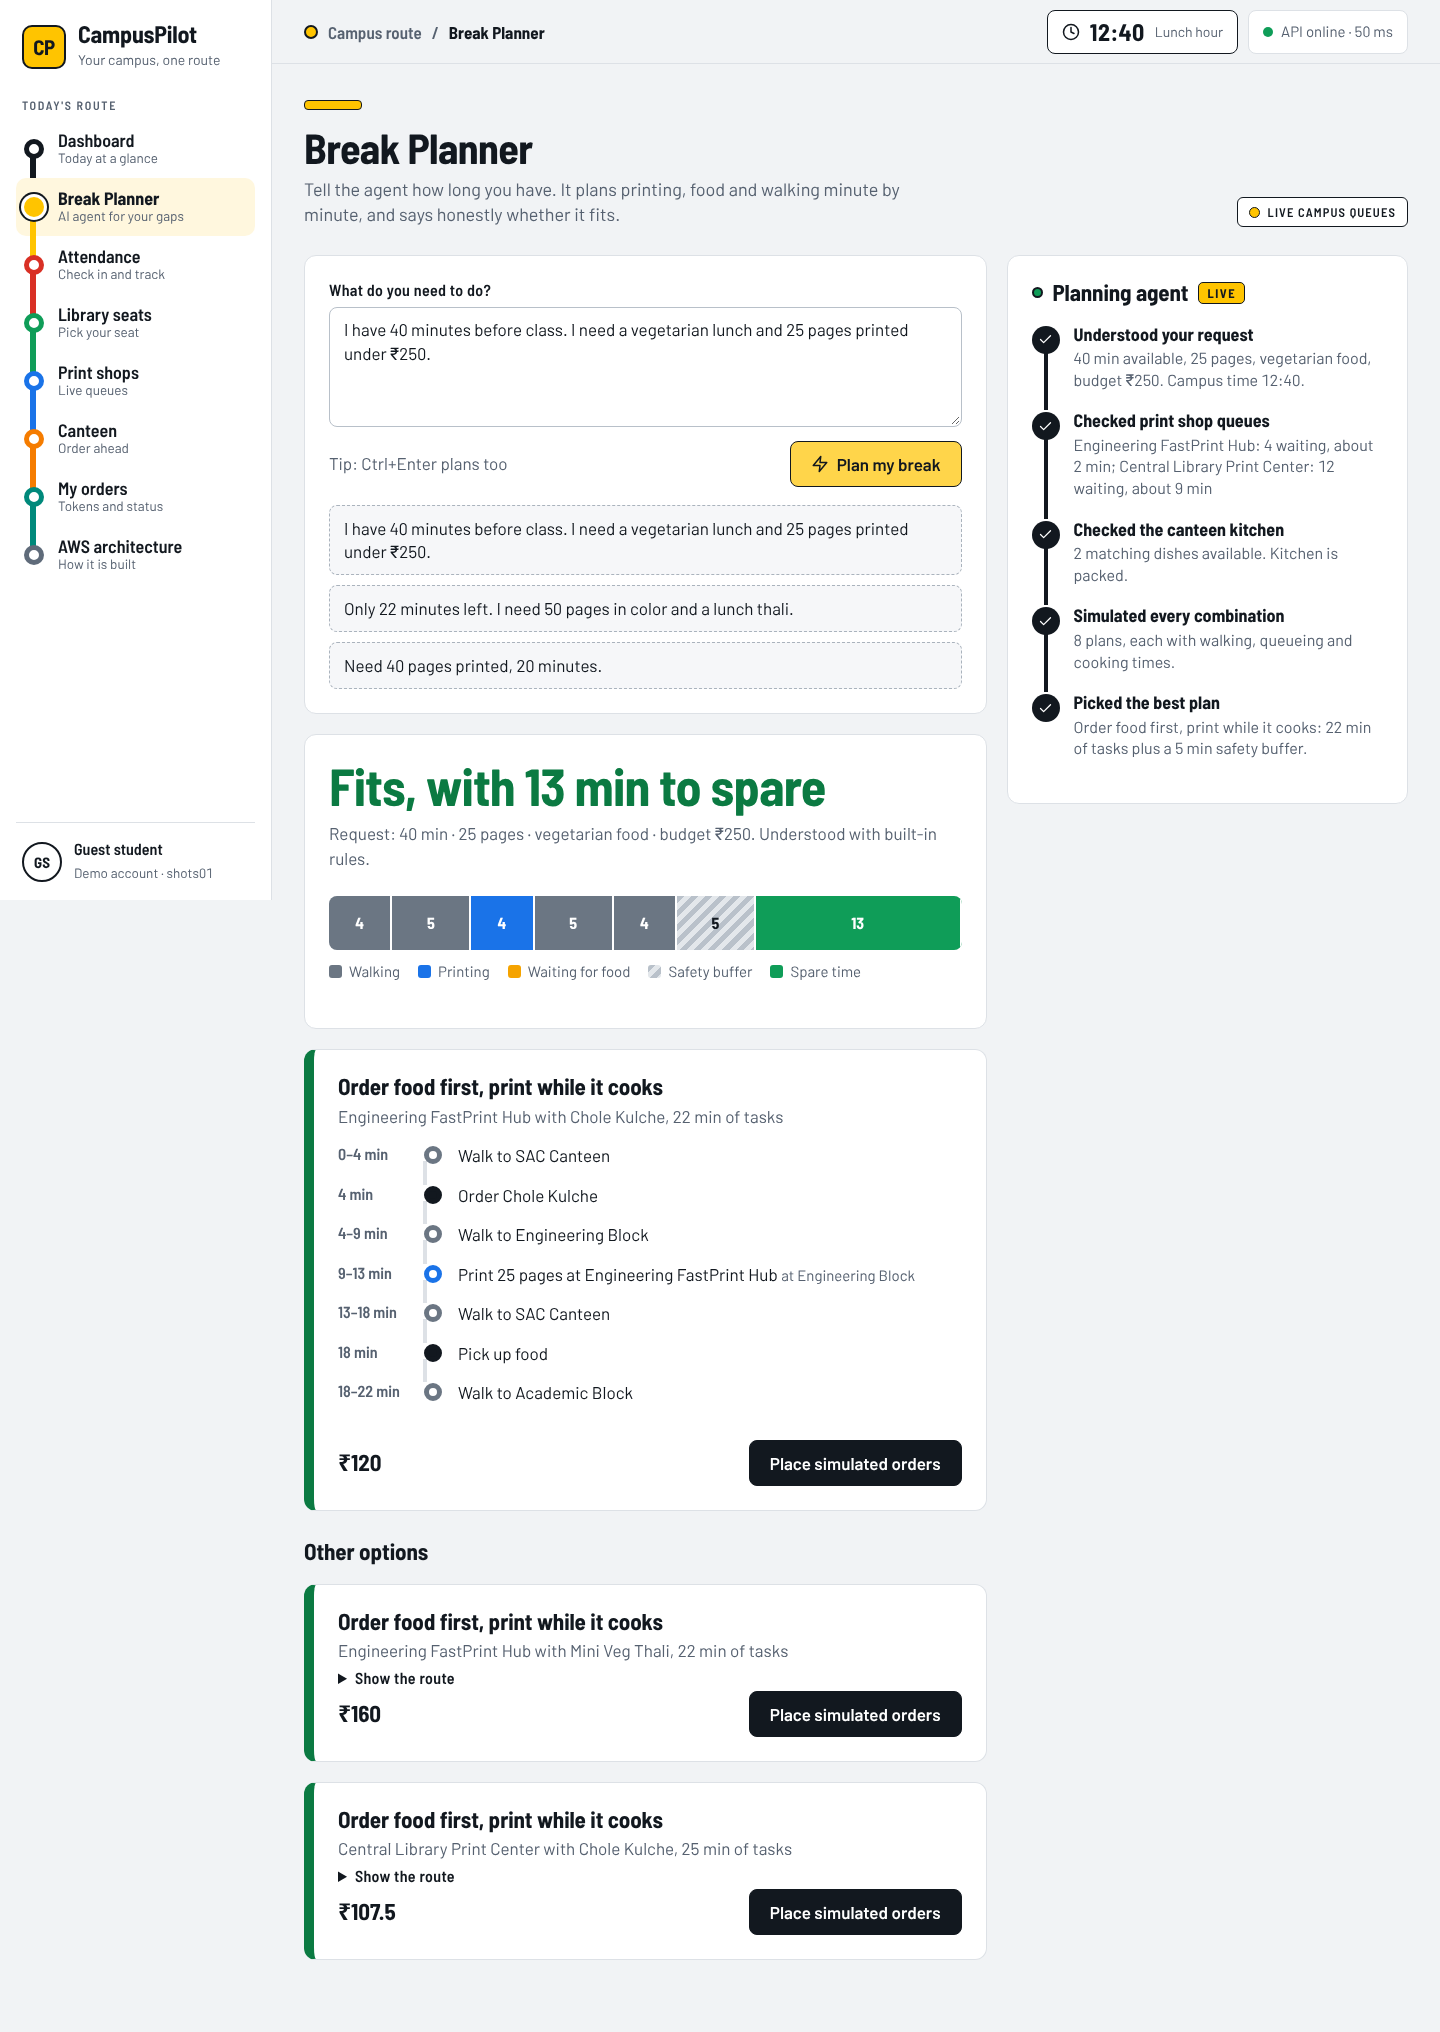 CP
CampusPilot
Your campus, one route
TODAY'S ROUTE
Dashboard
Today at a glance
Break Planner
AI agent for your gaps
Attendance
Check in and track
Library seats
Pick your seat
Print shops
Live queues
Canteen
Order ahead
My orders
Tokens and status
AWS architecture
How it is built
GS
Guest student
Demo account · shots01
Campus route / Break Planner
12:40 Lunch hour
API online · 50 ms
Break Planner
Tell the agent how long you have. It plans printing, food and walking minute by
minute, and says honestly whether it fits.
LIVE CAMPUS QUEUES
What do you need to do?
I have 40 minutes before class. I need a vegetarian lunch and 25 pages printed
under ₹250.
Tip: Ctrl+Enter plans too
Plan my break
I have 40 minutes before class. I need a vegetarian lunch and 25 pages printed
under ₹250.
Only 22 minutes left. I need 50 pages in color and a lunch thali.
Need 40 pages printed, 20 minutes.
Planning agent LIVE
Understood your request
40 min available, 25 pages, vegetarian food,
budget ₹250. Campus time 12:40.
Checked print shop queues
Engineering FastPrint Hub: 4 waiting, about
2 min; Central Library Print Center: 12
waiting, about 9 min
Checked the canteen kitchen
2 matching dishes available. Kitchen is
packed.
Simulated every combination
8 plans, each with walking, queueing and
cooking times.
Picked the best plan
Order food first, print while it cooks: 22 min
of tasks plus a 5 min safety buffer.
Fits, with 13 min to spare
Request: 40 min · 25 pages · vegetarian food · budget ₹250. Understood with built-in
rules.
4 5 4 5 4 5 13
Walking Printing Waiting for food Safety buffer Spare time
Order food first, print while it cooks
Engineering FastPrint Hub with Chole Kulche, 22 min of tasks
0–4 min Walk to SAC Canteen
4 min Order Chole Kulche
4–9 min Walk to Engineering Block
9–13 min Print 25 pages at Engineering FastPrint Hub at Engineering Block
13–18 min Walk to SAC Canteen
18 min Pick up food
18–22 min Walk to Academic Block
₹120
Place simulated orders
Other options
Order food first, print while it cooks
Engineering FastPrint Hub with Mini Veg Thali, 22 min of tasks
Show the route
₹160
Place simulated orders
Order food first, print while it cooks
Central Library Print Center with Chole Kulche, 25 min of tasks
Show the route
₹107.5
Place simulated orders